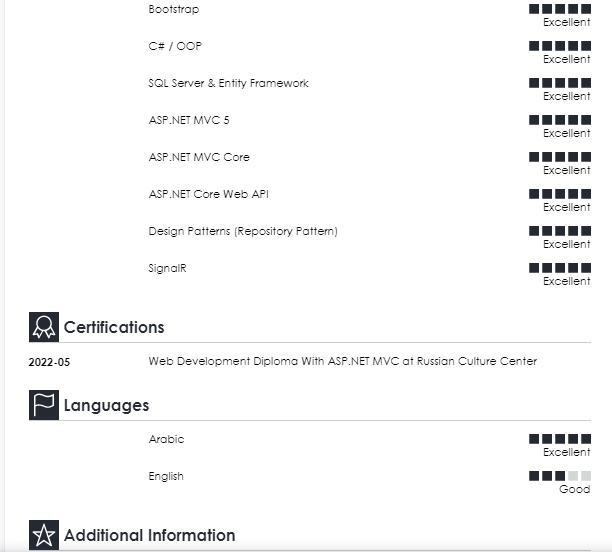 Bootstrap
Excellent
C# / OOP
Excellent
SQL Server & Entity Framework
Excellent
ASP.NET MVC 5
Excellent
ASP.NET MVC Core
Excellent
ASP.NET Core Web API
Excellent
Design Patterns (Repository Pattern)
Excellent
SignalR
Excellent
Certifications
2022-05 Web Development Diploma With ASP.NET MVC at Russian Culture Center
Languages
Arabic
Excellent
English
Good
Additional Information